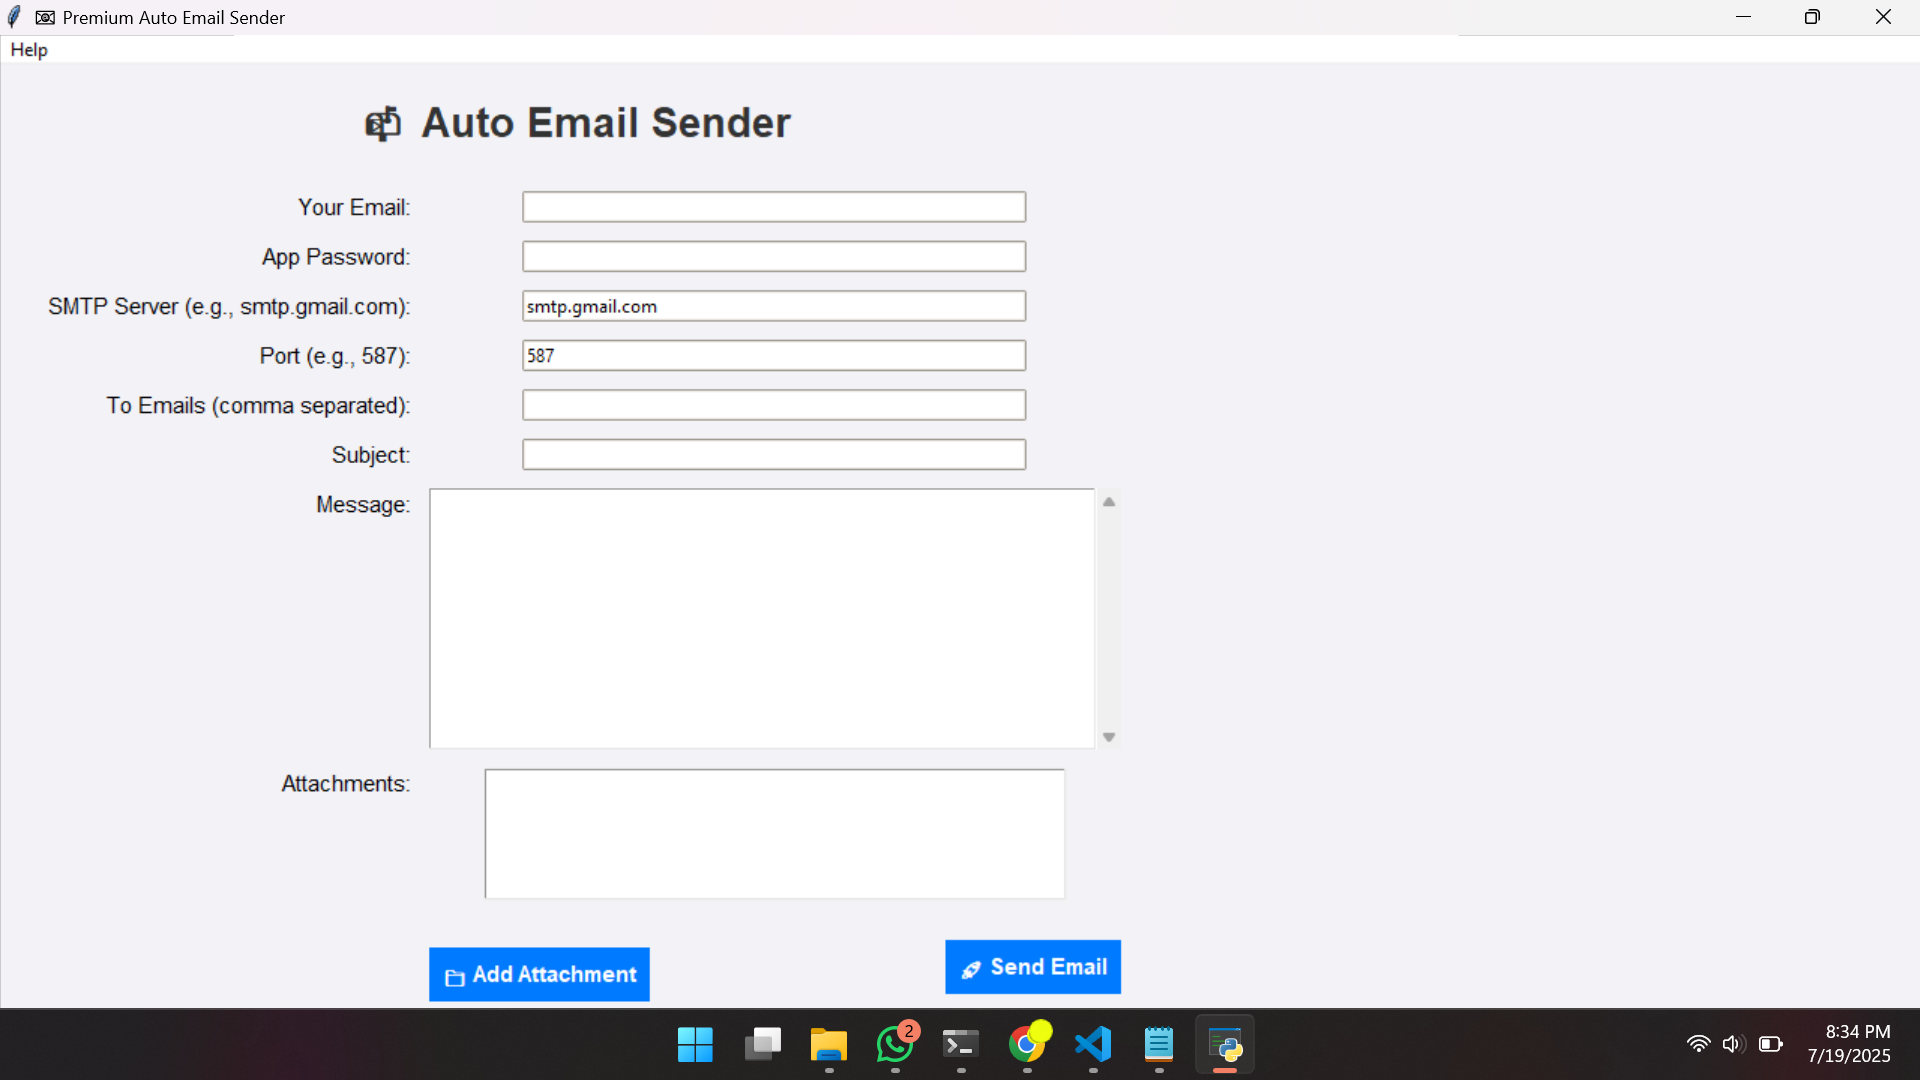 Premium Auto Email Sender
Help
Auto Email Sender
Your Email:
App Password:
SMTP Server (e.g., smtp.gmail.com): smtp.gmail.com
Port (e.g., 587): 587
To Emails (comma separated):
Subject:
Message:
Attachments:
Add Attachment
Send Email
2
8:34 PM
7/19/2025